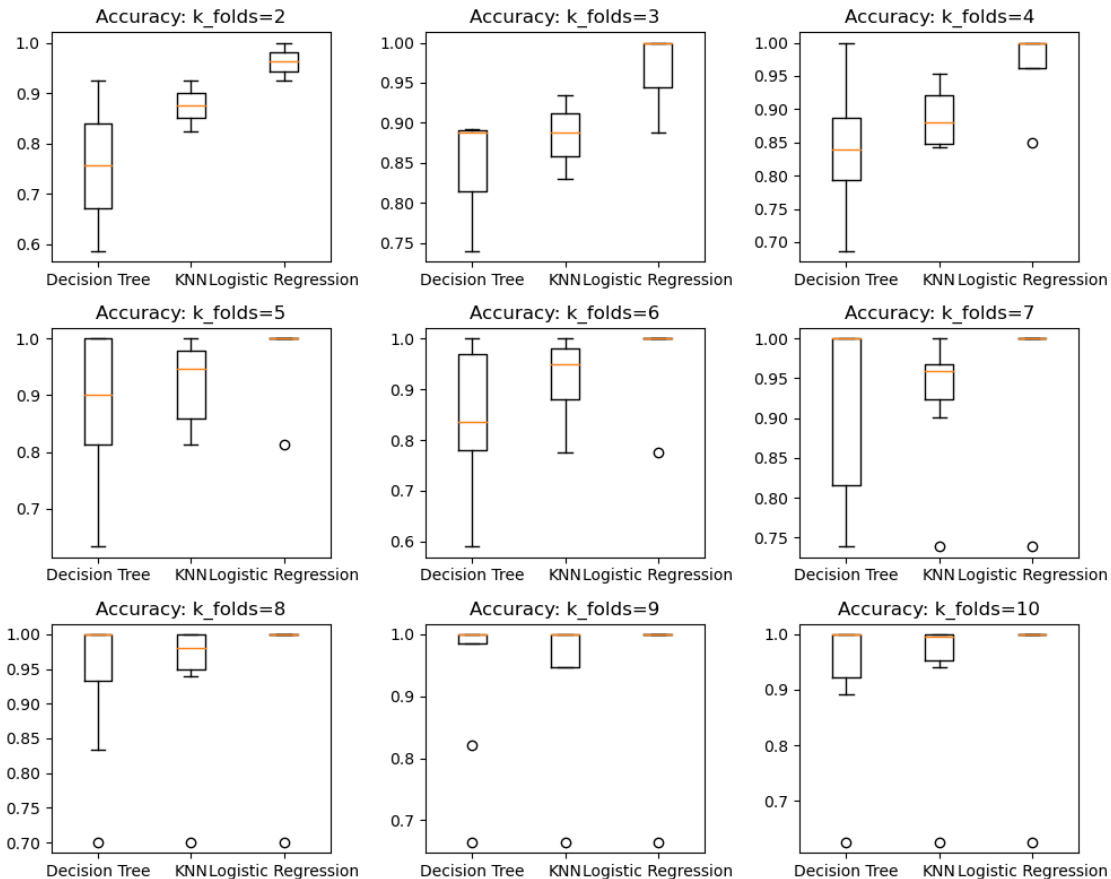 Accuracy: k_folds=2
1.0
0.9
0.8
0.7
0.6
Decision Tree KNN Logistic Regression
Accuracy: k_folds=3
1.00
0.95
0.90
0.85
0.80
0.75
Decision Tree KNN Logistic Regression
Accuracy: k_folds=4
1.00
0.95
0.90
0.85
0.80
0.75
0.70
Decision Tree KNN Logistic Regression
Accuracy: k_folds=5
1.0
0.9
0.8
0.7
Decision Tree KNN Logistic Regression
Accuracy: k_folds=6
1.0
0.9
0.8
0.7
0.6
Decision Tree KNN Logistic Regression
Accuracy: k_folds=7
1.00
0.95
0.90
0.85
0.80
0.75
Decision Tree KNN Logistic Regression
Accuracy: k_folds=8
1.00
0.95
0.90
0.85
0.80
0.75
0.70
Decision Tree KNN Logistic Regression
Accuracy: k_folds=9
1.0
0.9
0.8
0.7
Decision Tree KNN Logistic Regression
Accuracy: k_folds=10
1.0
0.9
0.8
0.7
Decision Tree KNN Logistic Regression